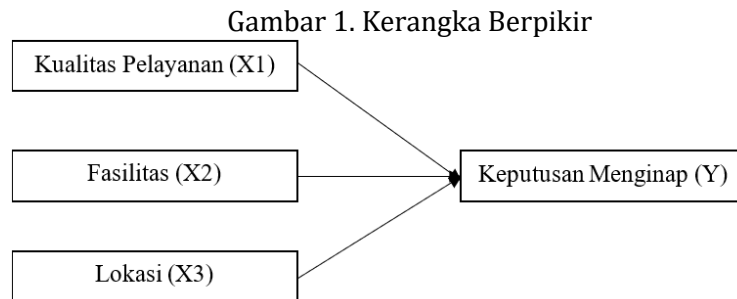 Gambar 1. Kerangka Berpikir
Kualitas Pelayanan (X1)
Fasilitas (X2)
Keputusan Menginap (Y)
Lokasi (X3)